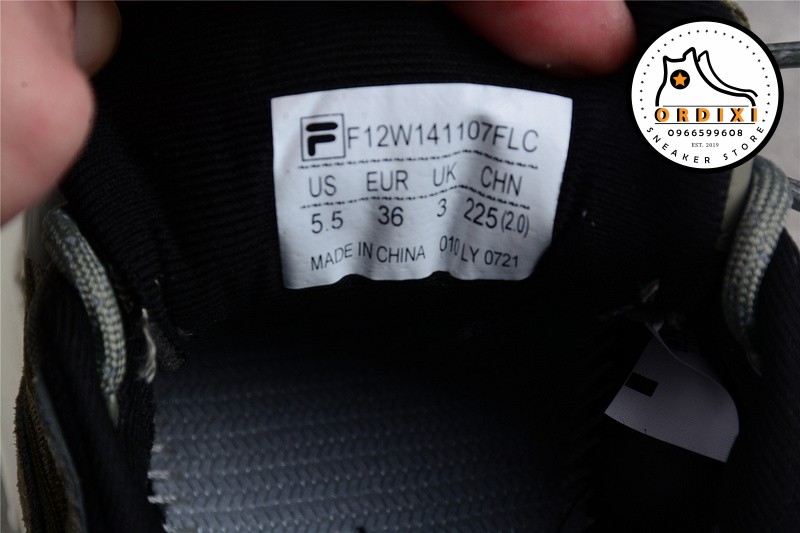 F12W141107FLC
US EUR UK CHN
5.5 36 3 225(2.0)
MADE IN CHINA 010 LY 0721
ORDIXI
0966599608
EST. 2019
SNEAKER STORE